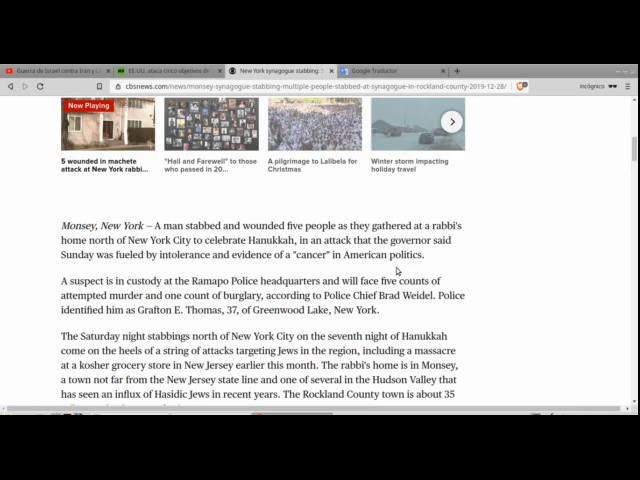 Guerra de Israel contra Iran y L
EE.UU. ataca cinco objetivos d
New York synagogue stabbing: 5
Google Traductor
cbsnews.com/news/monsey-synagogue-stabbing-multiple-people-stabbed-at-synagogue-in-rockland-county-2019-12-28/
Incógnito
Now Playing
5 wounded in machete
attack at New York rabbi...
"Hail and Farewell" to those
who passed in 20...
A pilgrimage to Lalibela for
Christmas
Winter storm impacting
holiday travel
Monsey, New York — A man stabbed and wounded five people as they gathered at a rabbi's
home north of New York City to celebrate Hanukkah, in an attack that the governor said
Sunday was fueled by intolerance and evidence of a "cancer" in American politics.
A suspect is in custody at the Ramapo Police headquarters and will face five counts of
attempted murder and one count of burglary, according to Police Chief Brad Weidel. Police
identified him as Grafton E. Thomas, 37, of Greenwood Lake, New York.
The Saturday night stabbings north of New York City on the seventh night of Hanukkah
come on the heels of a string of attacks targeting Jews in the region, including a massacre
at a kosher grocery store in New Jersey earlier this month. The rabbi's home is in Monsey,
a town not far from the New Jersey state line and one of several in the Hudson Valley that
has seen an influx of Hasidic Jews in recent years. The Rockland County town is about 35